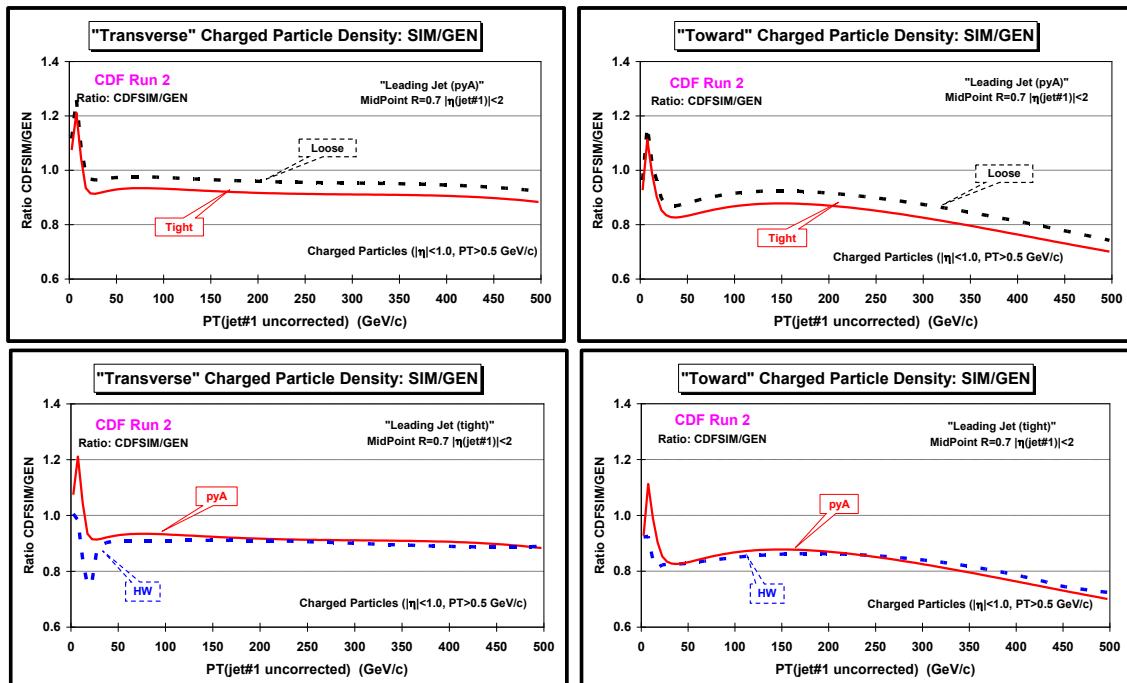 "Transverse" Charged Particle Density: SIM/GEN
CDF Run 2
Ratio: CDFSIM/GEN
"Leading Jet (pyA)"
MidPoint R=0.7 |η(jet#1)|<2
Loose
Tight
Charged Particles (|η|<1.0, PT>0.5 GeV/c)
Ratio CDFSIM/GEN
1.4
1.2
1.0
0.8
0.6
0 50 100 150 200 250 300 350 400 450 500
PT(jet#1 uncorrected) (GeV/c)
"Toward" Charged Particle Density: SIM/GEN
CDF Run 2
Ratio: CDFSIM/GEN
"Leading Jet (pyA)"
MidPoint R=0.7 |η(jet#1)|<2
Loose
Tight
Charged Particles (|η|<1.0, PT>0.5 GeV/c)
Ratio CDFSIM/GEN
1.4
1.2
1.0
0.8
0.6
0 50 100 150 200 250 300 350 400 450 500
PT(jet#1 uncorrected) (GeV/c)
"Transverse" Charged Particle Density: SIM/GEN
CDF Run 2
Ratio: CDFSIM/GEN
"Leading Jet (tight)"
MidPoint R=0.7 |η(jet#1)|<2
pyA
HW
Charged Particles (|η|<1.0, PT>0.5 GeV/c)
Ratio CDFSIM/GEN
1.4
1.2
1.0
0.8
0.6
0 50 100 150 200 250 300 350 400 450 500
PT(jet#1 uncorrected) (GeV/c)
"Toward" Charged Particle Density: SIM/GEN
CDF Run 2
Ratio: CDFSIM/GEN
"Leading Jet (tight)"
MidPoint R=0.7 |η(jet#1)|<2
pyA
HW
Charged Particles (|η|<1.0, PT>0.5 GeV/c)
Ratio CDFSIM/GEN
1.4
1.2
1.0
0.8
0.6
0 50 100 150 200 250 300 350 400 450 500
PT(jet#1 uncorrected) (GeV/c)